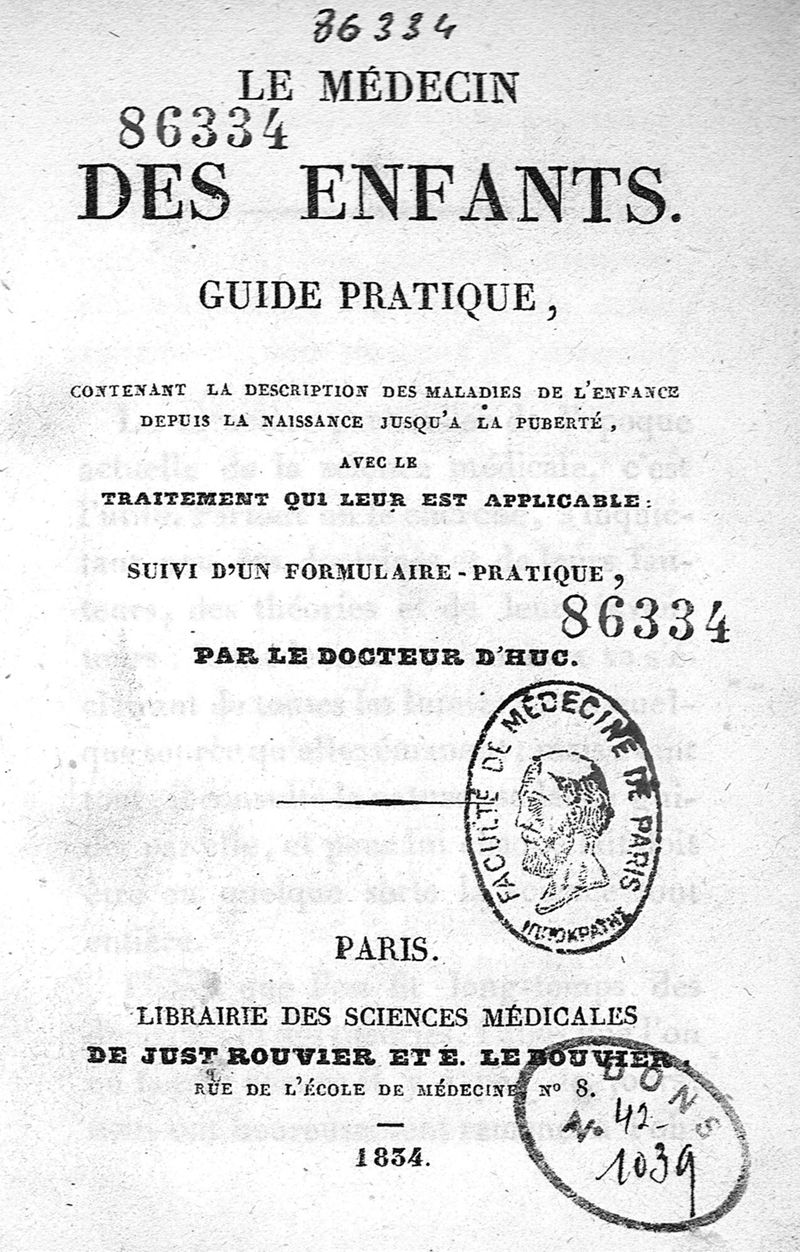 86334
LE MÉDECIN
86334
DES ENFANTS.
GUIDE PRATIQUE,
CONTENANT LA DESCRIPTION DES MALADIES DE L'ENFANCE
DEPUIS LA NAISSANCE JUSQU'A LA PUBERTÉ,
AVEC LE
TRAITEMENT QUI LEUR EST APPLICABLE:
SUIVI D'UN FORMULAIRE-PRATIQUE,
86334
PAR LE DOCTEUR D'HUC.
FACULTÉ DE MÉDECINE DE PARIS
ΙΠΠΟΚΡΑΤΗΣ
PARIS.
LIBRAIRIE DES SCIENCES MÉDICALES
DE JUST ROUVIER ET E. LE BOUVIER,
RUE DE L'ÉCOLE DE MÉDECINE, Nº 8.
1834.
DONS
No 42-
1039